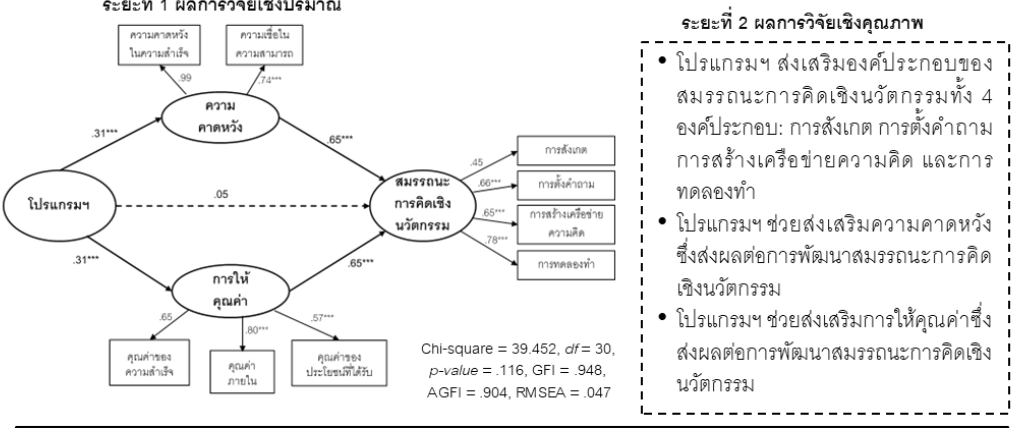 ระยะที่ 1 ผลการวิจัยเชิงปริมาณ
ความคาดหวัง
ในความสำเร็จ
ความเชื่อใน
ความสามารถ
.99
.74***
ความ
คาดหวัง
.31***
.65***
โปรแกรมฯ
.05
สมรรถนะ
การคิดเชิง
นวัตกรรม
.45
การสังเกต
.66***
การตั้งคำถาม
.65***
การสร้างเครือข่าย
ความคิด
.78***
การทดลองทำ
.31***
.65***
การให้
คุณค่า
.65
.80***
.57***
คุณค่าของ
ความสำเร็จ
คุณค่า
ภายใน
คุณค่าของ
ประโยชน์ที่ได้รับ
Chi-square = 39.452, df = 30,
p-value = .116, GFI = .948,
AGFI = .904, RMSEA = .047
ระยะที่ 2 ผลการวิจัยเชิงคุณภาพ
• โปรแกรมฯ ส่งเสริมองค์ประกอบของ
สมรรถนะการคิดเชิงนวัตกรรมทั้ง 4
องค์ประกอบ: การสังเกต การตั้งคำถาม
การสร้างเครือข่ายความคิด และการ
ทดลองทำ
• โปรแกรมฯ ช่วยส่งเสริมความคาดหวัง
ซึ่งส่งผลต่อการพัฒนาสมรรถนะการคิด
เชิงนวัตกรรม
• โปรแกรมฯ ช่วยส่งเสริมการให้คุณค่าซึ่ง
ส่งผลต่อการพัฒนาสมรรถนะการคิดเชิง
นวัตกรรม